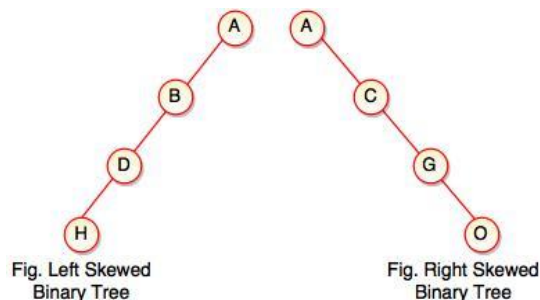 A A
B C
D G
H O
Fig. Left Skewed
Binary Tree
Fig. Right Skewed
Binary Tree